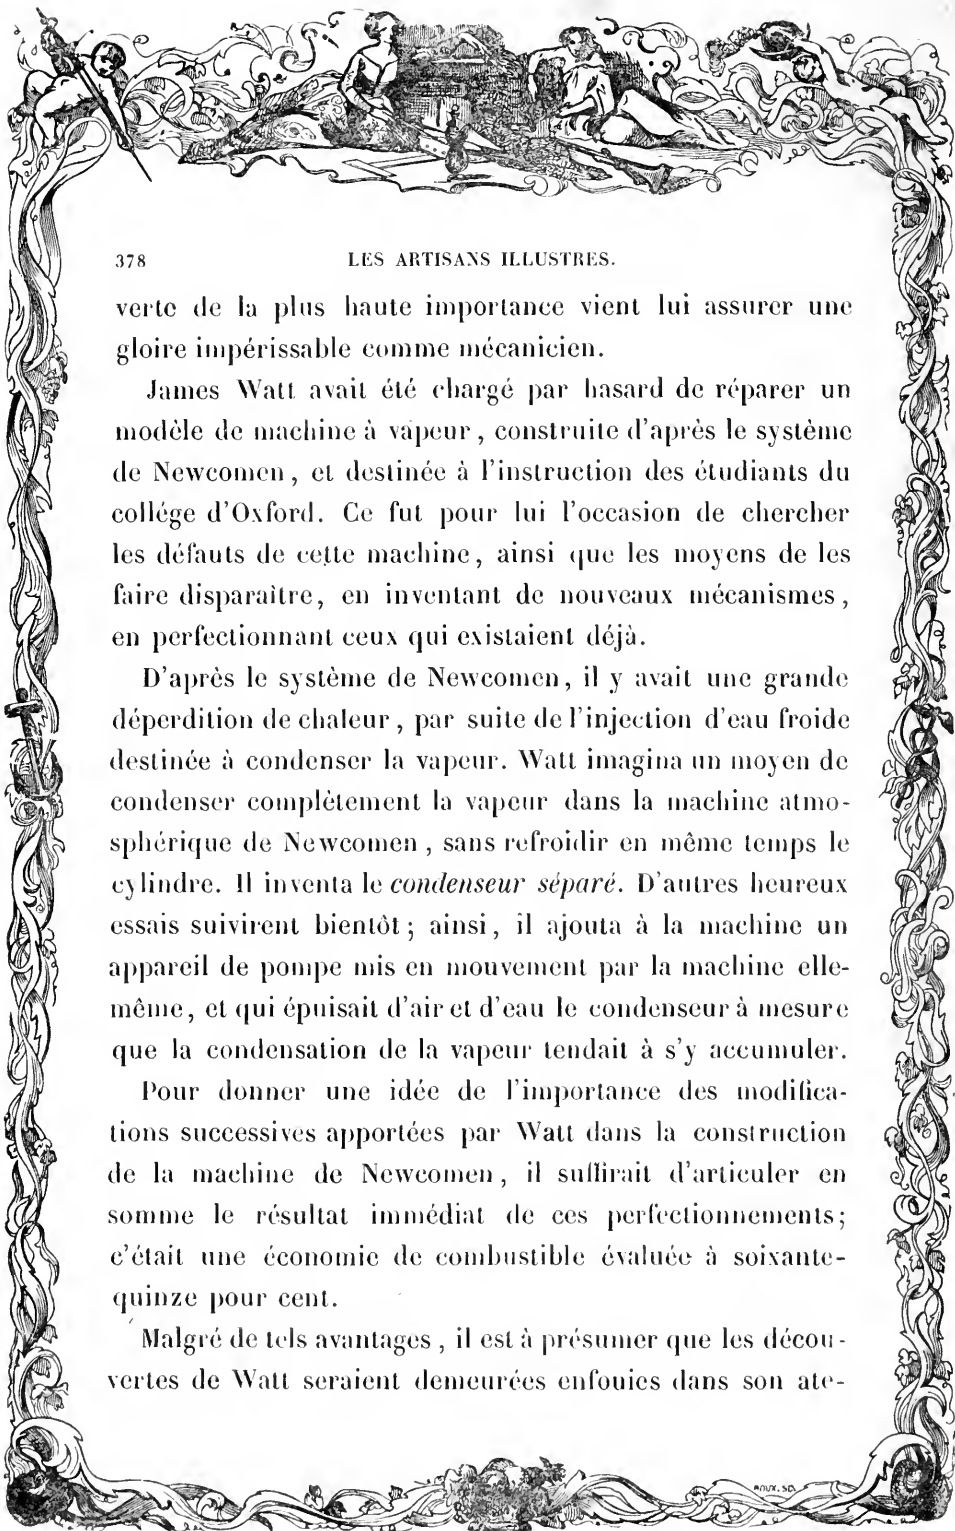 378 LES ARTISANS ILLUSTRES.
verte de la plus haute importance vient lui assurer une
gloire impérissable comme mécanicien.
James Watt avait été chargé par hasard de réparer un
modèle de machine à vapeur, construite d'après le système
de Newcomen, et destinée à l'instruction des étudiants du
collége d'Oxford. Ce fut pour lui l'occasion de chercher
les défauts de cette machine, ainsi que les moyens de les
faire disparaître, en inventant de nouveaux mécanismes,
en perfectionnant ceux qui existaient déjà.
D'après le système de Newcomen, il y avait une grande
déperdition de chaleur, par suite de l'injection d'eau froide
destinée à condenser la vapeur. Watt imagina un moyen de
condenser complètement la vapeur dans la machine atmo-
sphérique de Newcomen, sans refroidir en même temps le
cylindre. Il inventa le condenseur séparé. D'autres heureux
essais suivirent bientôt; ainsi, il ajouta à la machine un
appareil de pompe mis en mouvement par la machine elle-
même, et qui épuisait d'air et d'eau le condenseur à mesure
que la condensation de la vapeur tendait à s'y accumuler.
Pour donner une idée de l'importance des modifica-
tions successives apportées par Watt dans la construction
de la machine de Newcomen, il suffirait d'articuler en
somme le résultat immédiat de ces perfectionnements;
c'était une économie de combustible évaluée à soixante-
quinze pour cent.
Malgré de tels avantages, il est à présumer que les décou-
vertes de Watt seraient demeurées enfouies dans son ate-
ROUX. SC.